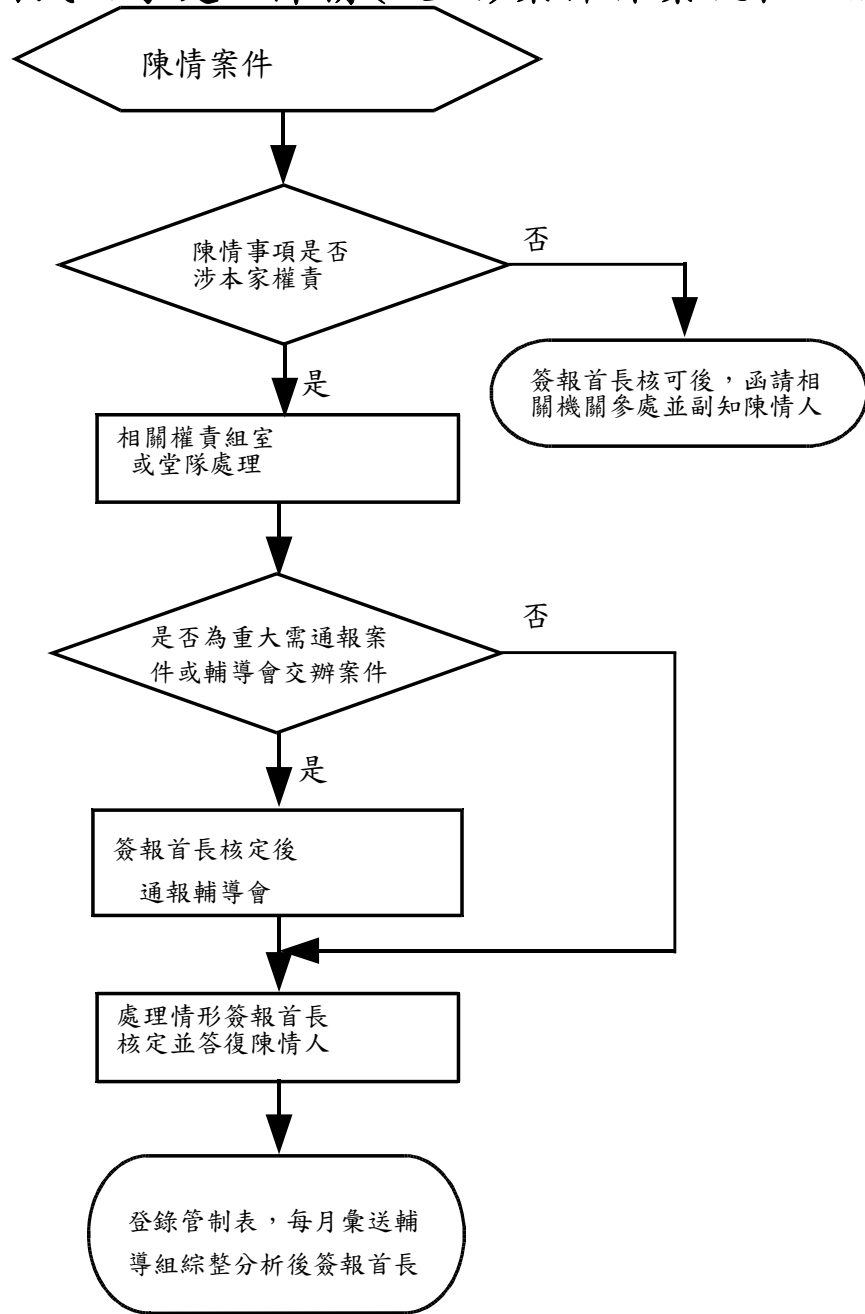 陳情案件
陳情事項是否
涉本家權責
否
簽報首長核可後，函請相
關機關參處並副知陳情人
是
相關權責組室
或堂隊處理
是否為重大需通報案
件或輔導會交辦案件
否
是
簽報首長核定後
通報輔導會
處理情形簽報首長
核定並答復陳情人
登錄管制表，每月彙送輔
導組綜整分析後簽報首長